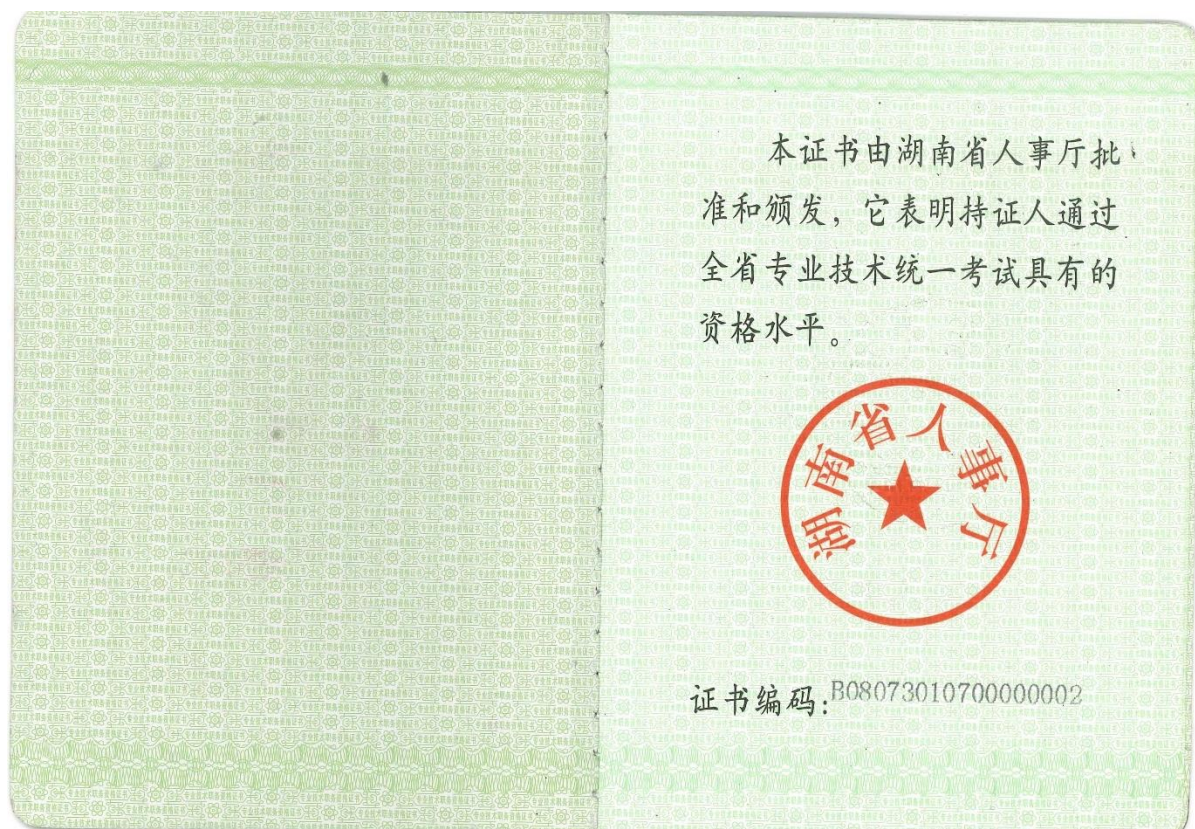 本证书由湖南省人事厅批
准和颁发，它表明持证人通过
全省专业技术统一考试具有的
资格水平。
湖南省人事厅
证书编码:B08073010700000002